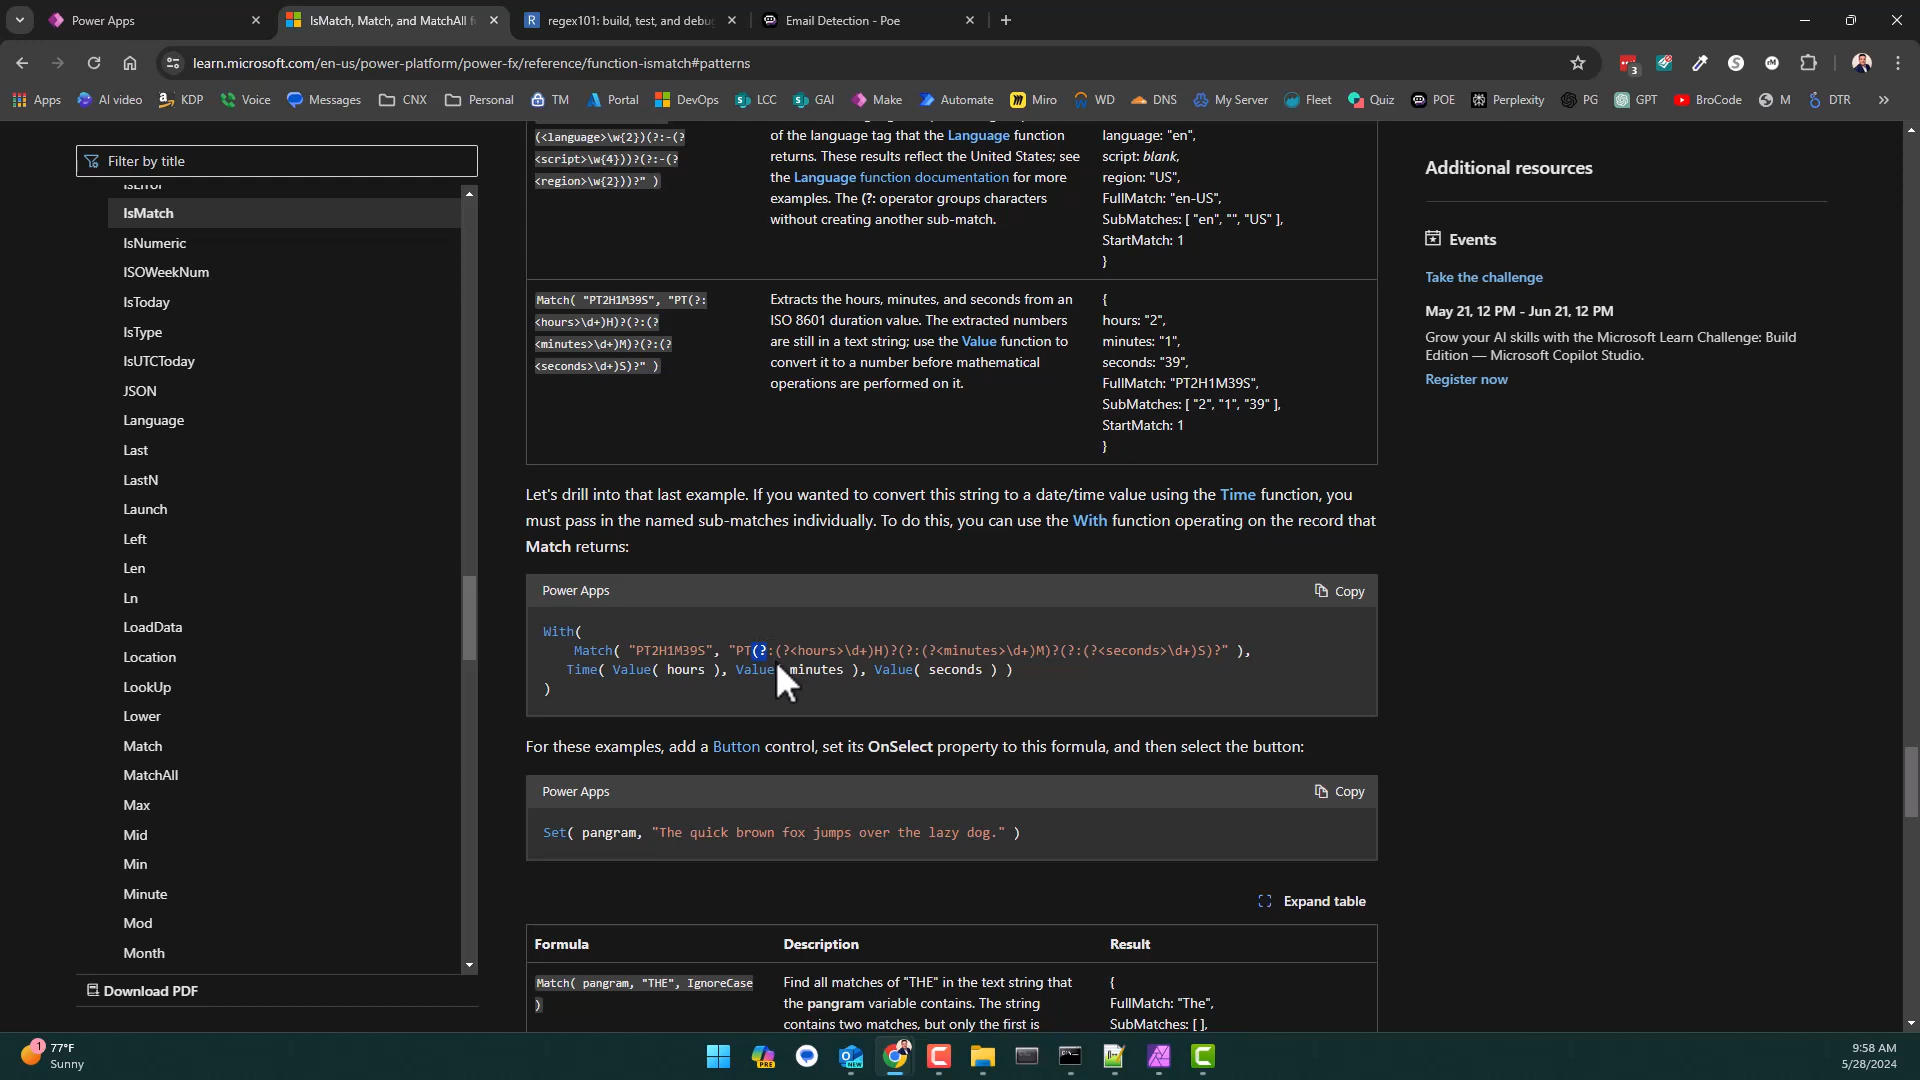 Power Apps
IsMatch, Match, and MatchAll f
regex101: build, test, and debu
Email Detection - Poe
learn.microsoft.com/en-us/power-platform/power-fx/reference/function-ismatch#patterns
3
Apps
AI video
KDP
Voice
Messages
CNX
Personal
TM
Portal
DevOps
LCC
GAI
Make
Automate
Miro
WD
DNS
My Server
Fleet
Quiz
POE
Perplexity
PG
GPT
BroCode
M
DTR
Filter by title
IsError
IsMatch
IsNumeric
ISOWeekNum
IsToday
IsType
IsUTCToday
JSON
Language
Last
LastN
Launch
Left
Len
Ln
LoadData
Location
LookUp
Lower
Match
MatchAll
Max
Mid
Min
Minute
Mod
Month
Download PDF
(<language>\w{2})(?:-(?
<script>\w{4}))?(?:-(?
<region>\w{2}))?" )
of the language tag that the Language function
returns. These results reflect the United States; see
the Language function documentation for more
examples. The (?: operator groups characters
without creating another sub-match.
language: "en",
script: blank,
region: "US",
FullMatch: "en-US",
SubMatches: [ "en", "", "US" ],
StartMatch: 1
}
Match( "PT2H1M39S", "PT(?:
<hours>\d+)H)?(?:(?
<minutes>\d+)M)?(?:(?
<seconds>\d+)S)?" )
Extracts the hours, minutes, and seconds from an
ISO 8601 duration value. The extracted numbers
are still in a text string; use the Value function to
convert it to a number before mathematical
operations are performed on it.
{
hours: "2",
minutes: "1",
seconds: "39",
FullMatch: "PT2H1M39S",
SubMatches: [ "2", "1", "39" ],
StartMatch: 1
}
Let's drill into that last example. If you wanted to convert this string to a date/time value using the Time function, you
must pass in the named sub-matches individually. To do this, you can use the With function operating on the record that
Match returns:
Power Apps
Copy
With(
Match( "PT2H1M39S", "PT(?:(?<hours>\d+)H)?(?:(?<minutes>\d+)M)?(?:(?<seconds>\d+)S)?" ),
Time( Value( hours ), Value( minutes ), Value( seconds ) )
)
For these examples, add a Button control, set its OnSelect property to this formula, and then select the button:
Power Apps
Copy
Set( pangram, "The quick brown fox jumps over the lazy dog." )
Expand table
Formula
Description
Result
Match( pangram, "THE", IgnoreCase
)
Find all matches of "THE" in the text string that
the pangram variable contains. The string
contains two matches, but only the first is
{
FullMatch: "The",
SubMatches: [ ],
Additional resources
Events
Take the challenge
May 21, 12 PM - Jun 21, 12 PM
Grow your AI skills with the Microsoft Learn Challenge: Build
Edition — Microsoft Copilot Studio.
Register now
1
77°F
Sunny
PRE
NEW
9:58 AM
5/28/2024